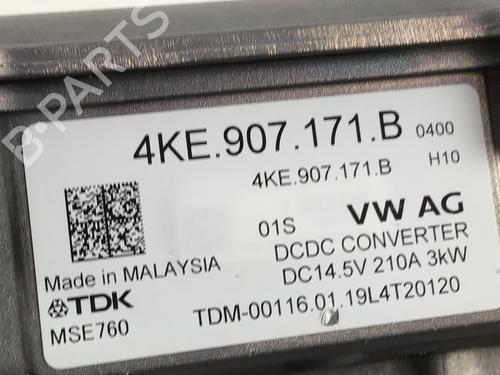 B-PARTS
4KE.907.171.B 0400
4KE.907.171.B H10
01S VW AG
DCDC CONVERTER
Made in MALAYSIA
DC14.5V 210A 3kW
TDK
TDM-00116.01.19L4T20120
MSE760